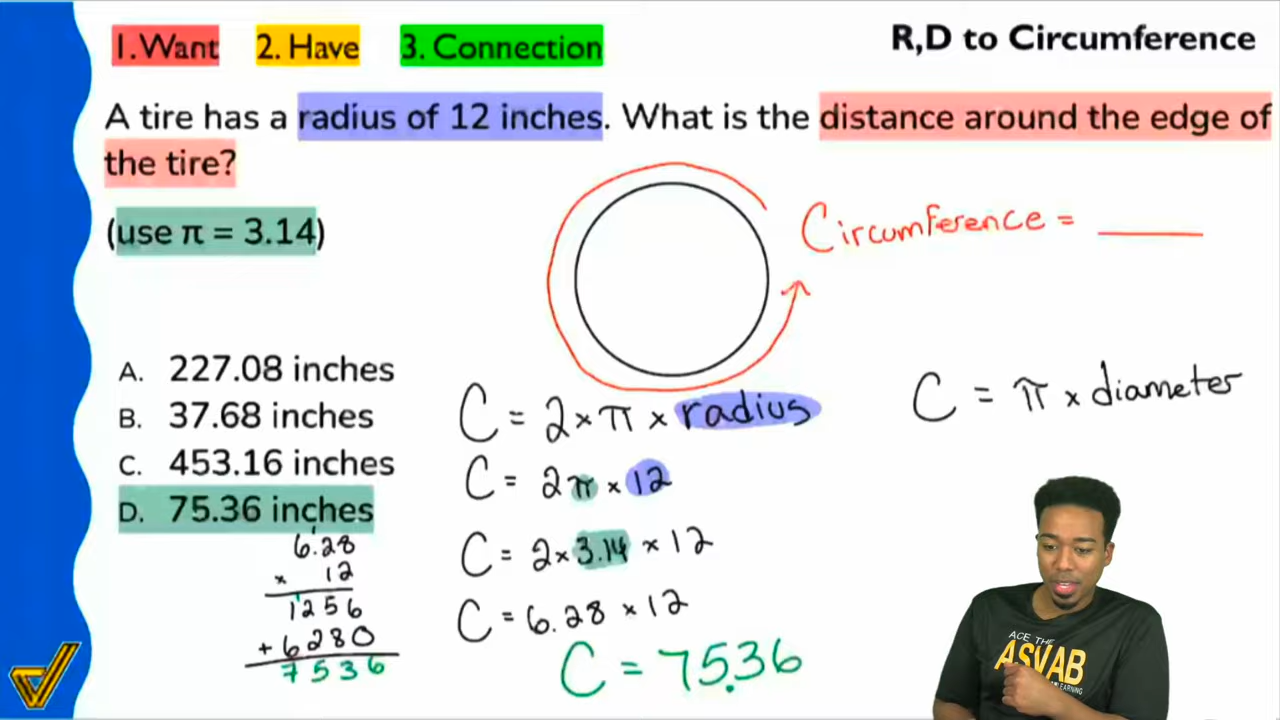 1. Want 2. Have 3. Connection
R,D to Circumference
A tire has a radius of 12 inches. What is the distance around the edge of
the tire?
(use π = 3.14)
Circumference = ____
A. 227.08 inches
B. 37.68 inches
C. 453.16 inches
D. 75.36 inches
1
6.28
× 12
1
1256
+ 6280
7536
C = 2 × π × radius
C = 2π × 12
C = 2 × 3.14 × 12
C = 6.28 × 12
C = 75.36
C = π × diameter
ACE THE
ASVAB
LEARNING